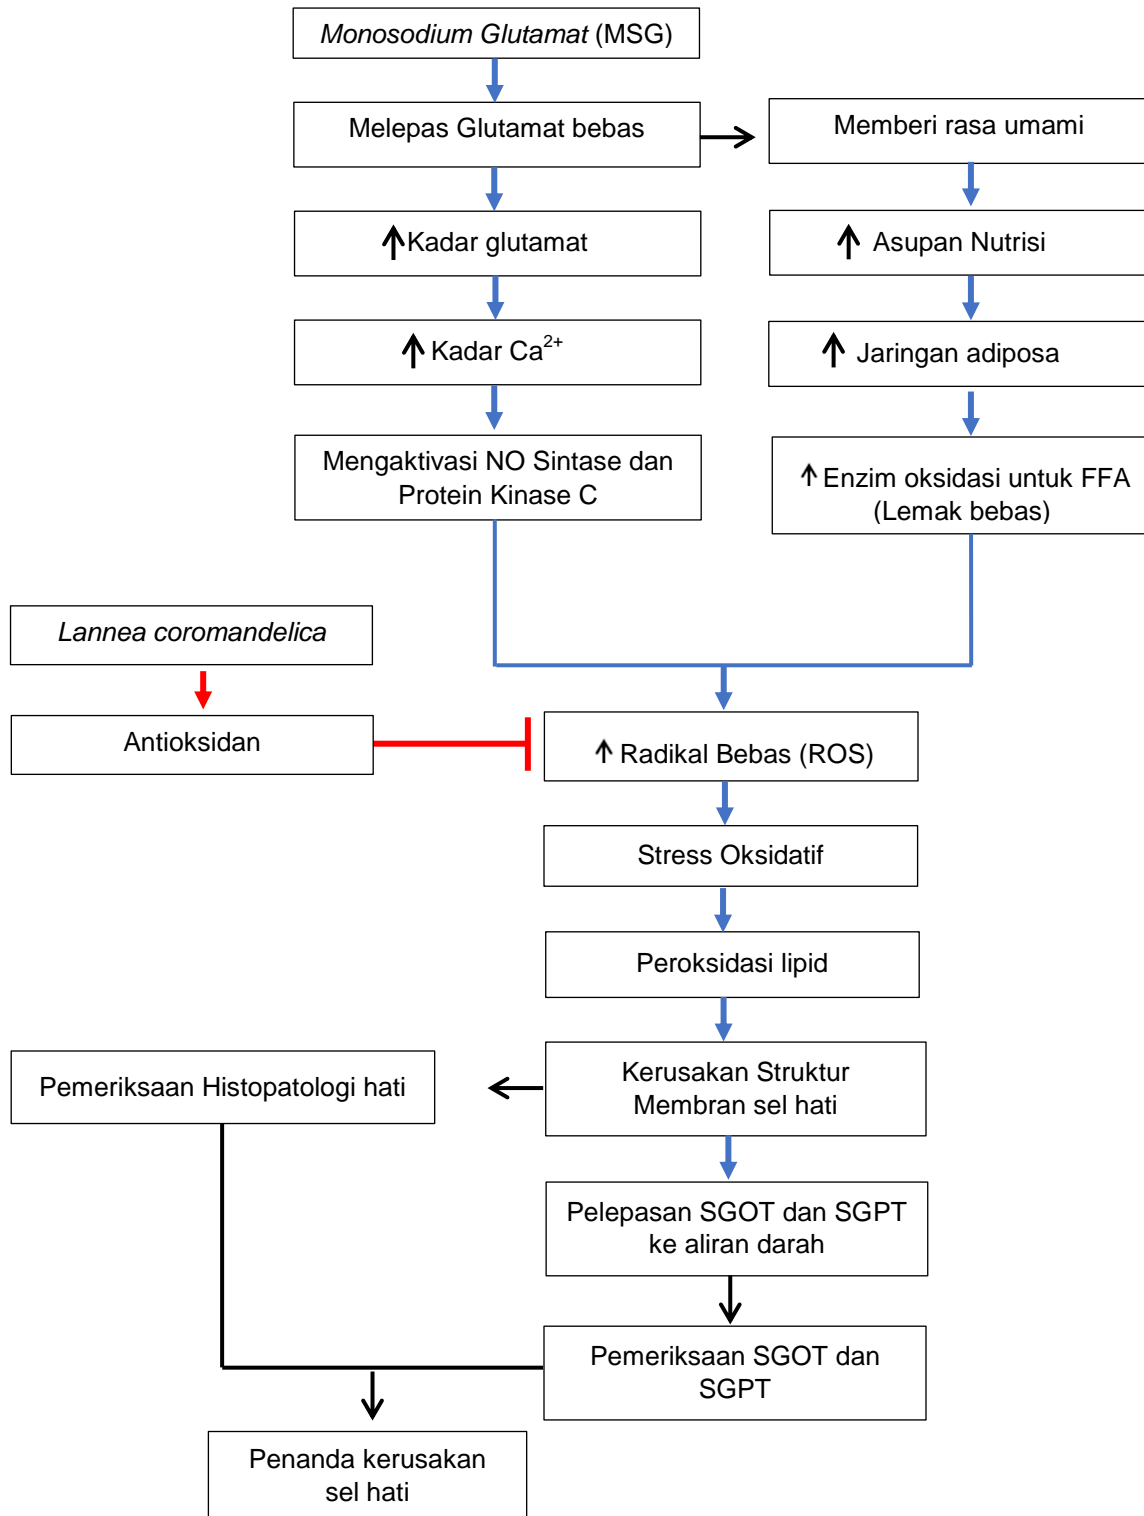 Monosodium Glutamat (MSG)
Melepas Glutamat bebas
Memberi rasa umami
↑Kadar glutamat
↑ Asupan Nutrisi
↑Kadar Ca²⁺
↑ Jaringan adiposa
Mengaktivasi NO Sintase dan
Protein Kinase C
↑Enzim oksidasi untuk FFA
(Lemak bebas)
Lannea coromandelica
Antioksidan
↑ Radikal Bebas (ROS)
Stress Oksidatif
Peroksidasi lipid
Pemeriksaan Histopatologi hati
Kerusakan Struktur
Membran sel hati
Pelepasan SGOT dan SGPT
ke aliran darah
Pemeriksaan SGOT dan
SGPT
Penanda kerusakan
sel hati